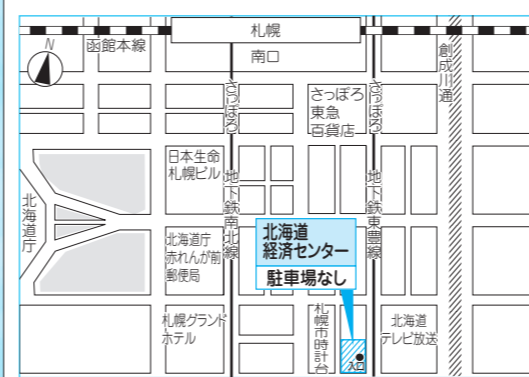 札幌
N
函館本線
南口
創成川通
さっぽろ
さっぽろ
東急
百貨店
さっぽろ
日本生命
札幌ビル
地下鉄南北線
地下鉄東豊線
北海道庁
北海道
経済センター
駐車場なし
北海道庁
赤れんが前
郵便局
札幌グランド
ホテル
札幌市時計台
入口
北海道
テレビ放送